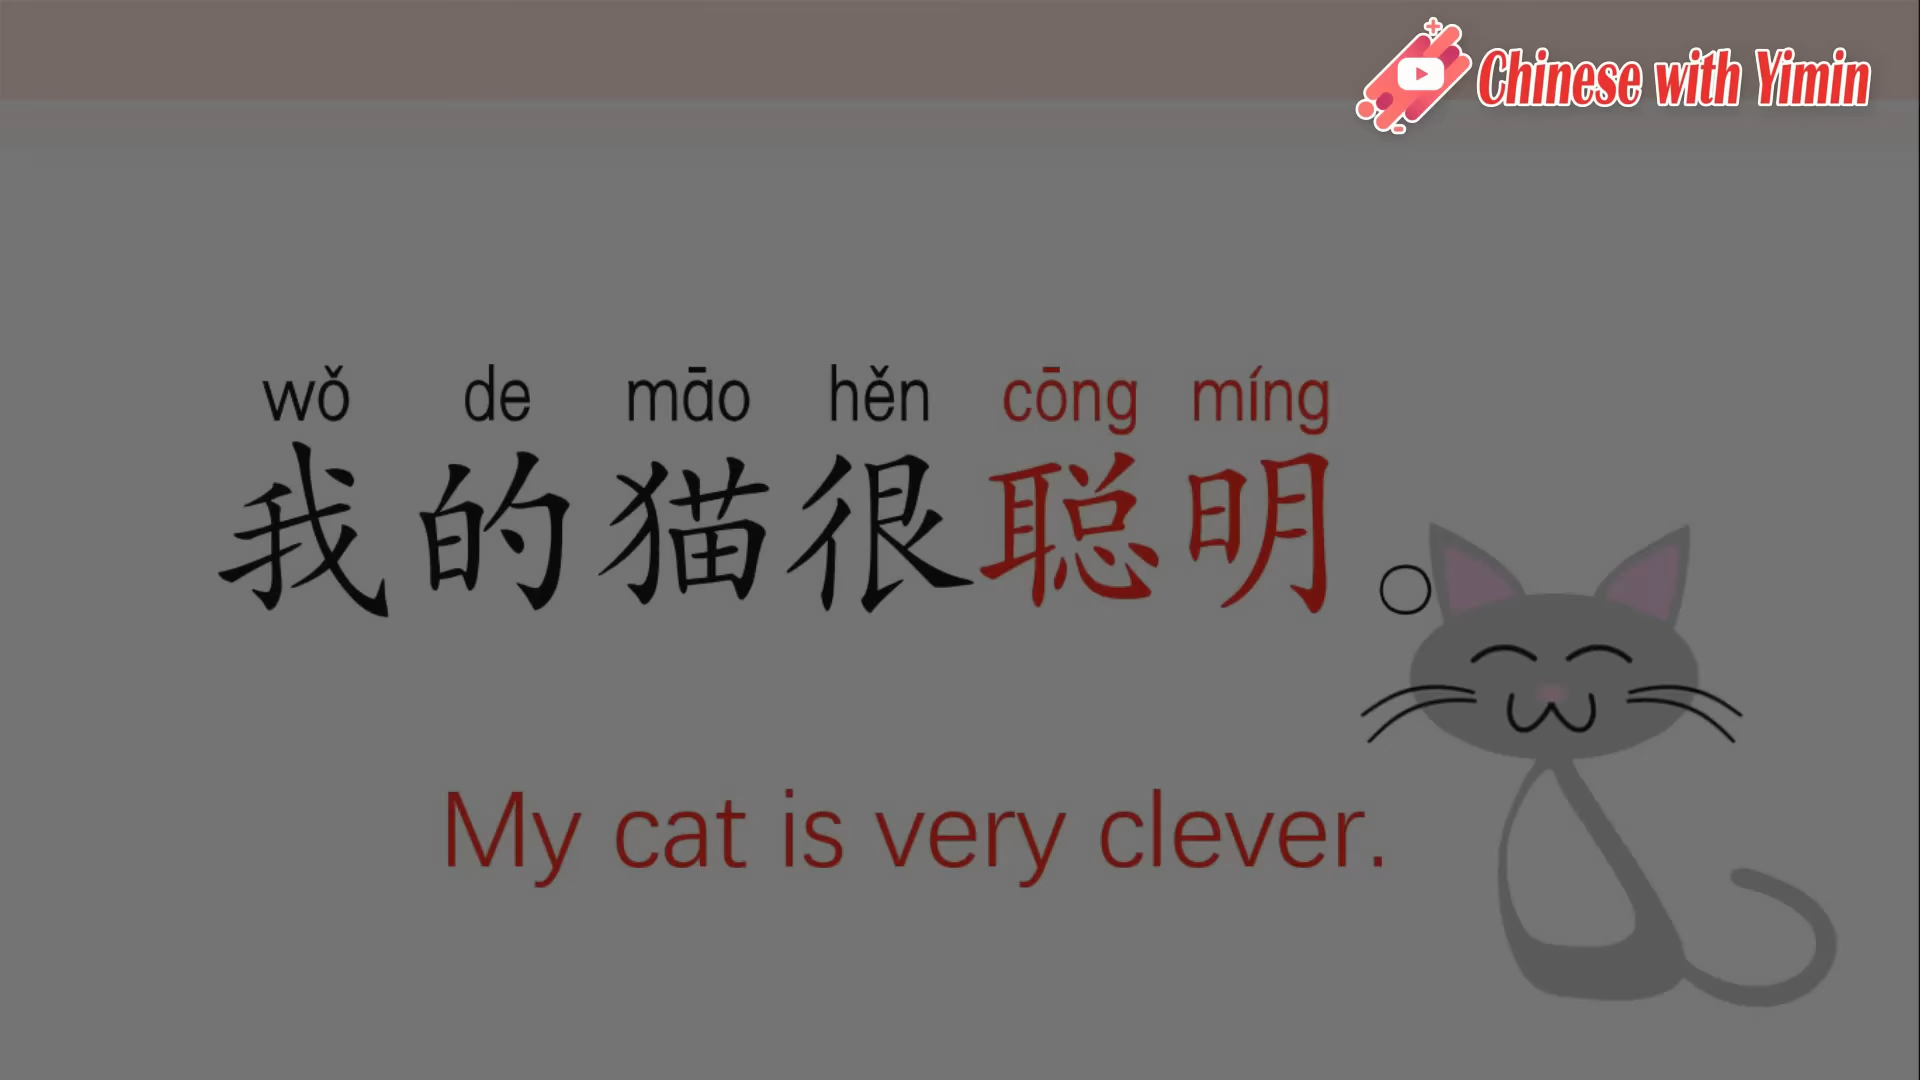 Chinese with Yimin
wǒ de māo hěn cōng míng
我的猫很聪明。
My cat is very clever.